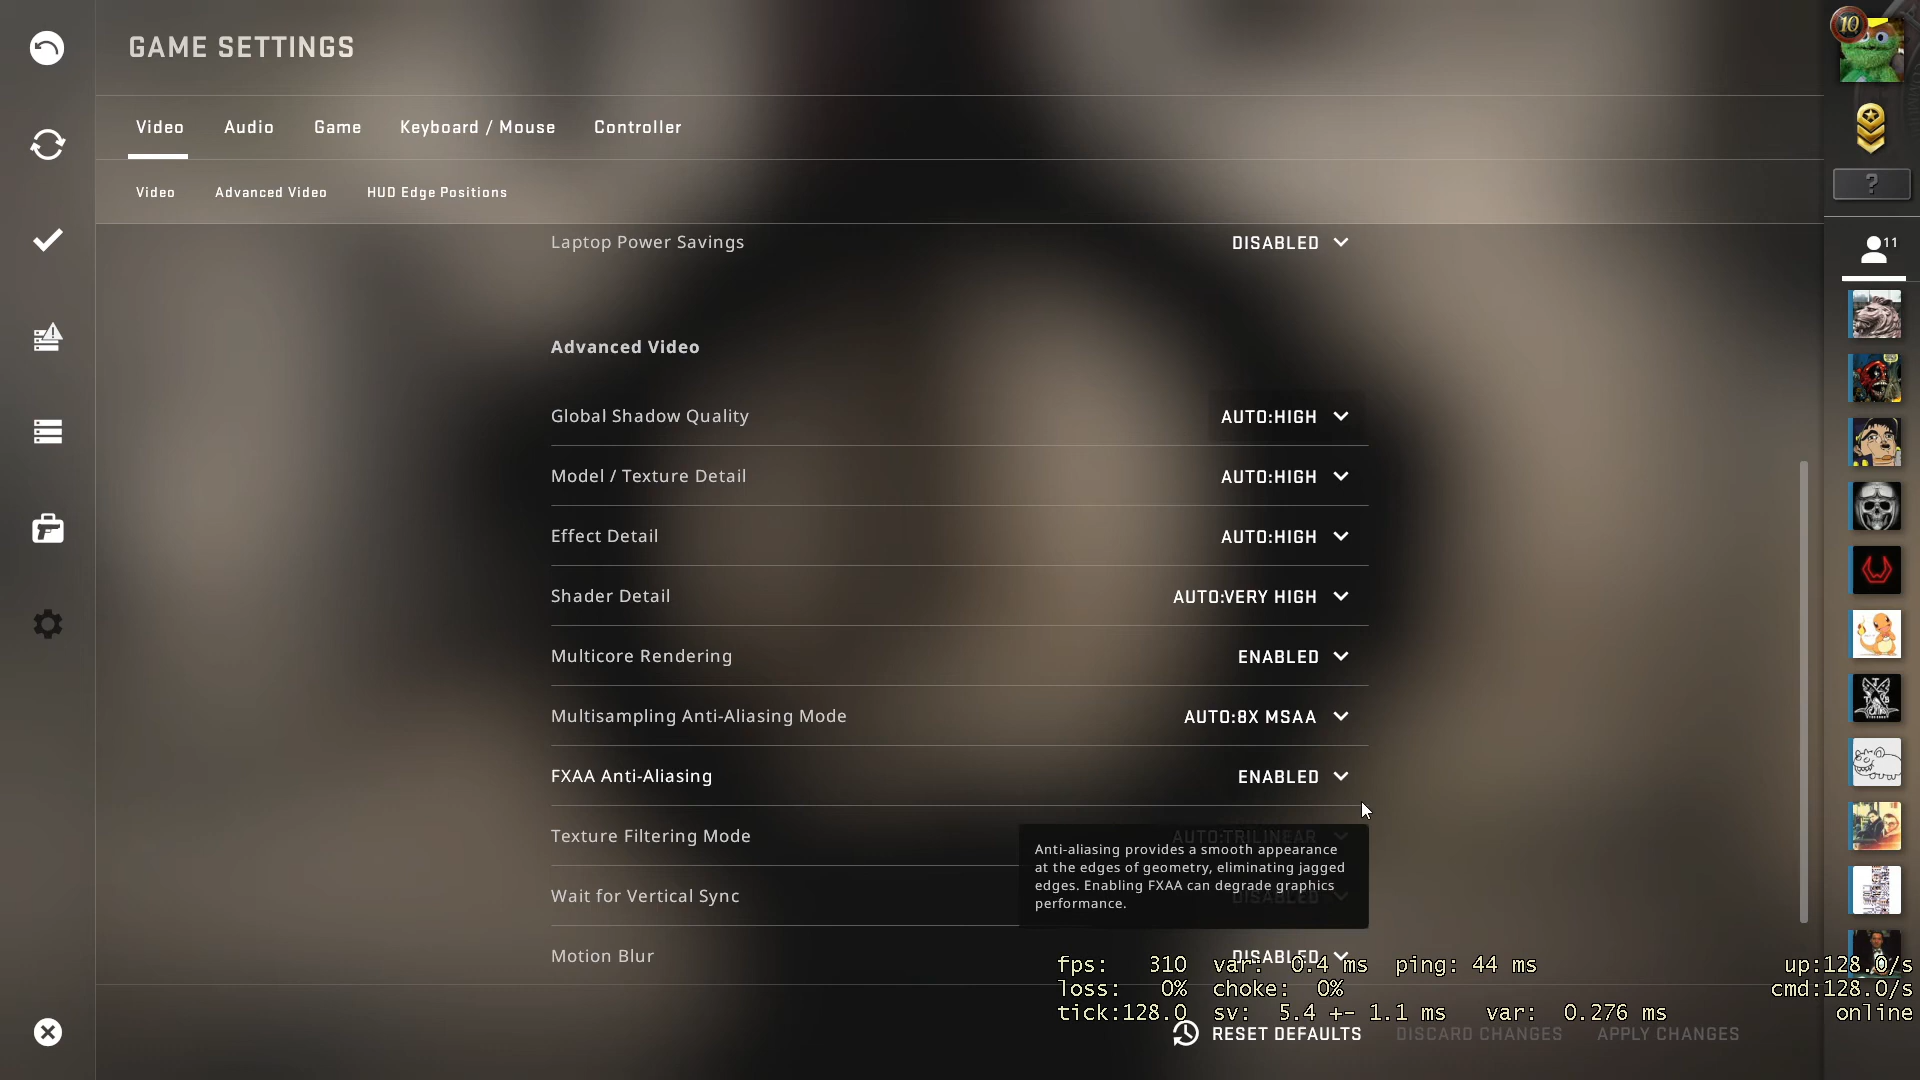 GAME SETTINGS
10
Video Audio Game Keyboard / Mouse Controller
Video Advanced Video HUD Edge Positions
?
11
Laptop Power Savings DISABLED
Advanced Video
Global Shadow Quality AUTO:HIGH
Model / Texture Detail AUTO:HIGH
Effect Detail AUTO:HIGH
Shader Detail AUTO:VERY HIGH
Multicore Rendering ENABLED
Multisampling Anti-Aliasing Mode AUTO:8X MSAA
FXAA Anti-Aliasing ENABLED
Texture Filtering Mode AUTO:TRILINEAR
Anti-aliasing provides a smooth appearance
at the edges of geometry, eliminating jagged
edges. Enabling FXAA can degrade graphics
performance.
Wait for Vertical Sync DISABLED
Motion Blur DISABLED
fps: 310 var: 0.4 ms ping: 44 ms up:128.0/s
loss: 0% choke: 0% cmd:128.0/s
tick:128.0 sv: 5.4 +- 1.1 ms var: 0.276 ms online
RESET DEFAULTS DISCARD CHANGES APPLY CHANGES